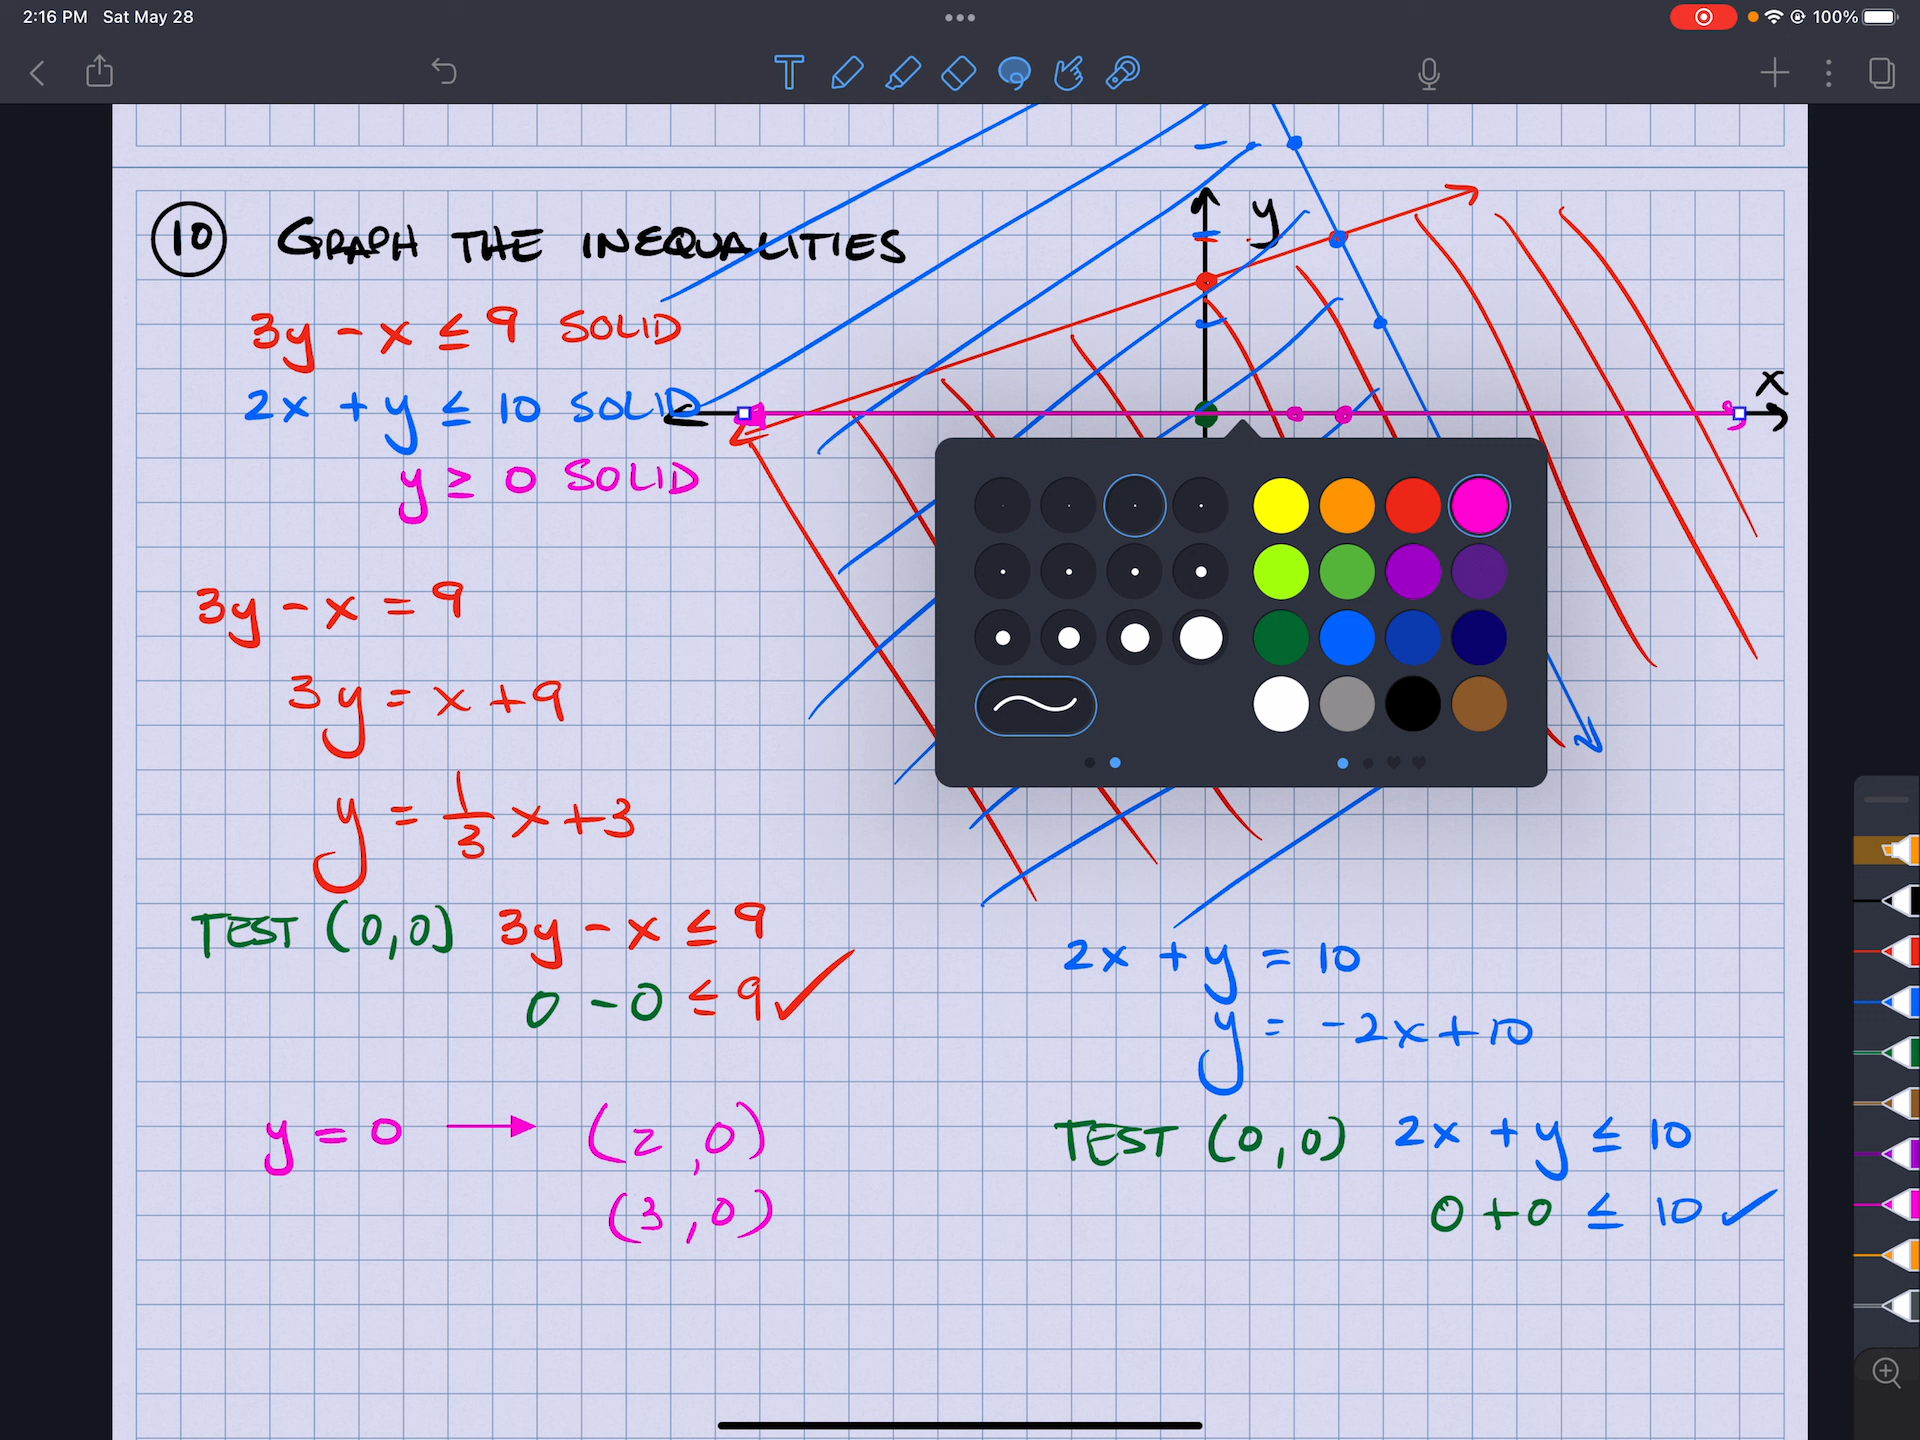 2:16 PM Sat May 28
100%
10 GRAPH THE INEQUALITIES
3y - x ≤ 9 SOLID
2x + y ≤ 10 SOLID
y ≥ 0 SOLID
y
x
3y - x = 9
3y = x + 9
y = 1/3 x + 3
TEST (0,0) 3y - x ≤ 9
0 - 0 ≤ 9 ✓
y = 0 → (2,0)
(3,0)
2x + y = 10
y = -2x + 10
TEST (0,0) 2x + y ≤ 10
0 + 0 ≤ 10 ✓